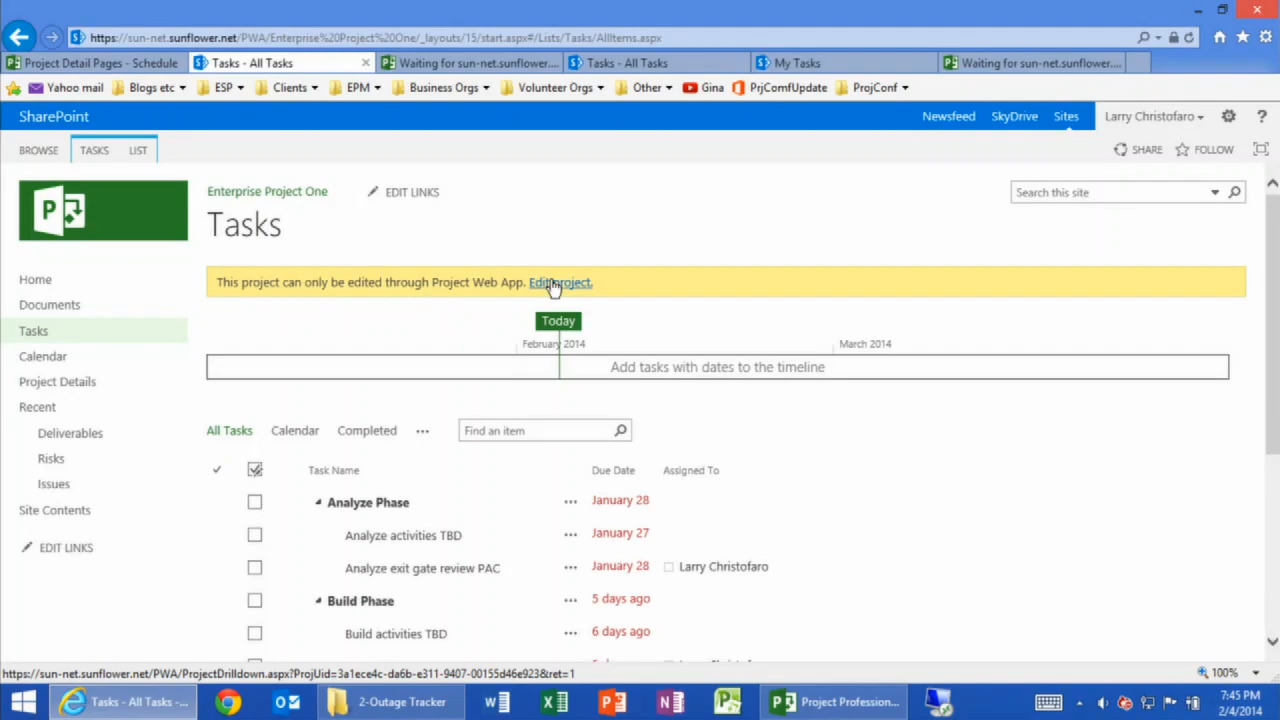 https://sun-net.sunflower.net/PWA/Enterprise%20Project%20One/_layouts/15/start.aspx#/Lists/Tasks/AllItems.aspx
Project Detail Pages - Schedule
Tasks - All Tasks
Waiting for sun-net.sunflower....
Tasks - All Tasks
My Tasks
Waiting for sun-net.sunflower....
Yahoo mail
Blogs etc
ESP
Clients
EPM
Business Orgs
Volunteer Orgs
Other
Gina
PrjComfUpdate
ProjConf
SharePoint
Newsfeed
SkyDrive
Sites
Larry Christofaro
?
BROWSE
TASKS
LIST
SHARE
FOLLOW
Enterprise Project One
EDIT LINKS
Search this site
Tasks
This project can only be edited through Project Web App. Edit project.
Home
Documents
Tasks
Calendar
Project Details
Recent
Deliverables
Risks
Issues
Site Contents
EDIT LINKS
Today
February 2014
March 2014
Add tasks with dates to the timeline
All Tasks
Calendar
Completed
...
Find an item
Task Name
Due Date
Assigned To
Analyze Phase ... January 28
Analyze activities TBD ... January 27
Analyze exit gate review PAC ... January 28 Larry Christofaro
Build Phase ... 5 days ago
Build activities TBD ... 6 days ago
https://sun-net.sunflower.net/PWA/ProjectDrilldown.aspx?ProjUid=3a1ece4c-da6b-e311-9407-00155d46e923&ret=1
100%
Tasks - All Tasks -...
2-Outage Tracker
Project Profession...
7:45 PM
2/4/2014